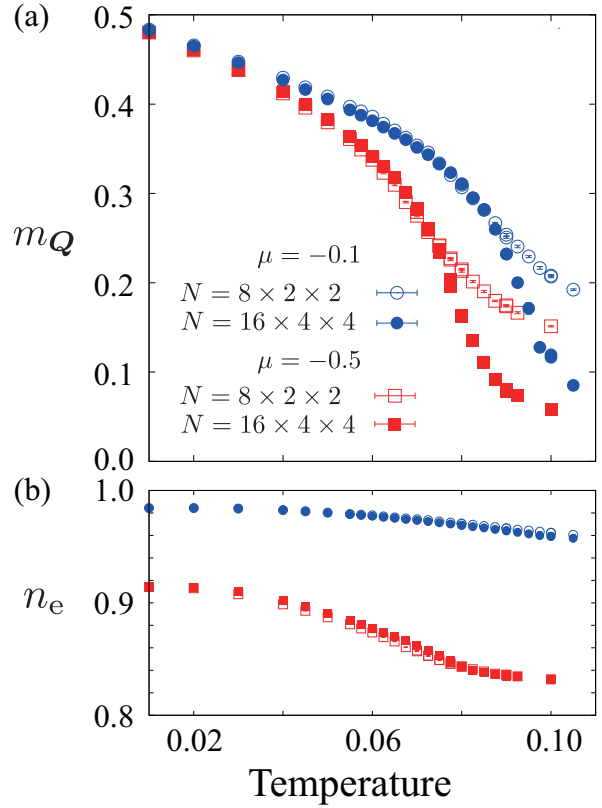 (a)
0.5
0.4
0.3
0.2
0.1
0.0
m_Q
μ = −0.1
N = 8 × 2 × 2
N = 16 × 4 × 4
μ = −0.5
N = 8 × 2 × 2
N = 16 × 4 × 4
(b)
1.0
0.9
0.8
n_e
0.02 0.06 0.10
Temperature